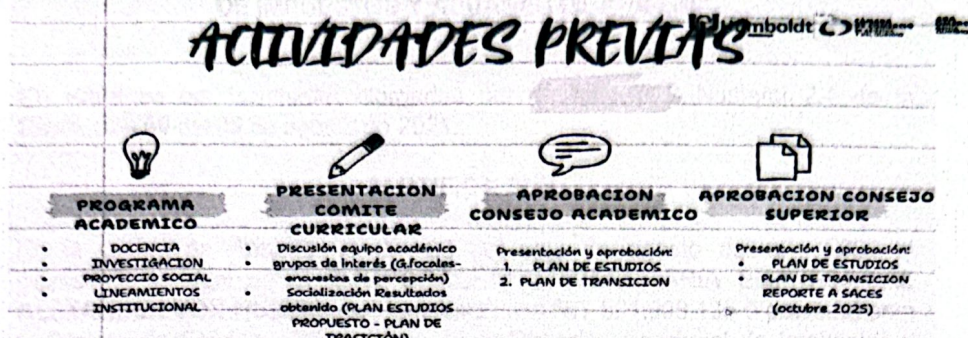 ACTIVIDADES PREVIAS
Humboldt
PROGRAMA
ACADEMICO
• DOCENCIA
• INVESTIGACION
• PROYECCIO SOCIAL
• LINEAMIENTOS
INSTITUCIONAL
PRESENTACION
COMITE
CURRICULAR
• Discusión equipo académico
• grupos de interés (G.focales-
encuestas de percepción)
• Socialización Resultados
obtenida (PLAN ESTUDIOS
PROPUESTO - PLAN DE
APROBACION
CONSEJO ACADEMICO
Presentación y aprobación:
1. PLAN DE ESTUDIOS
2. PLAN DE TRANSICION
APROBACION CONSEJO
SUPERIOR
Presentación y aprobación:
• PLAN DE ESTUDIOS
• PLAN DE TRANSICION
REPORTE A SACES
(octubre 2025)